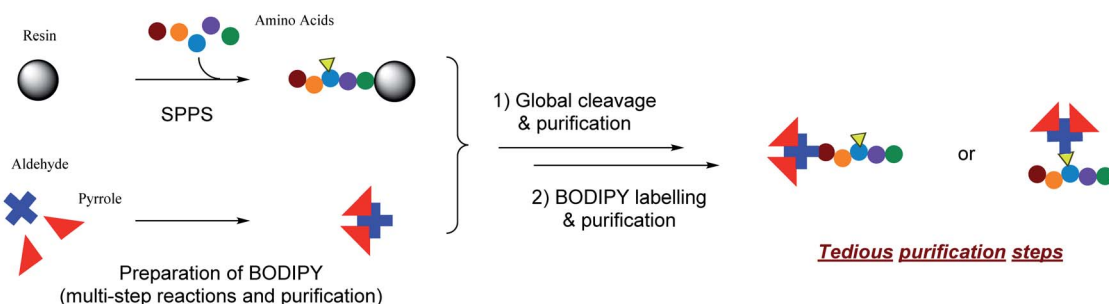 Resin
Amino Acids
SPPS
Aldehyde
Pyrrole
Preparation of BODIPY
(multi-step reactions and purification)
1) Global cleavage
& purification
2) BODIPY labelling
& purification
or
Tedious purification steps